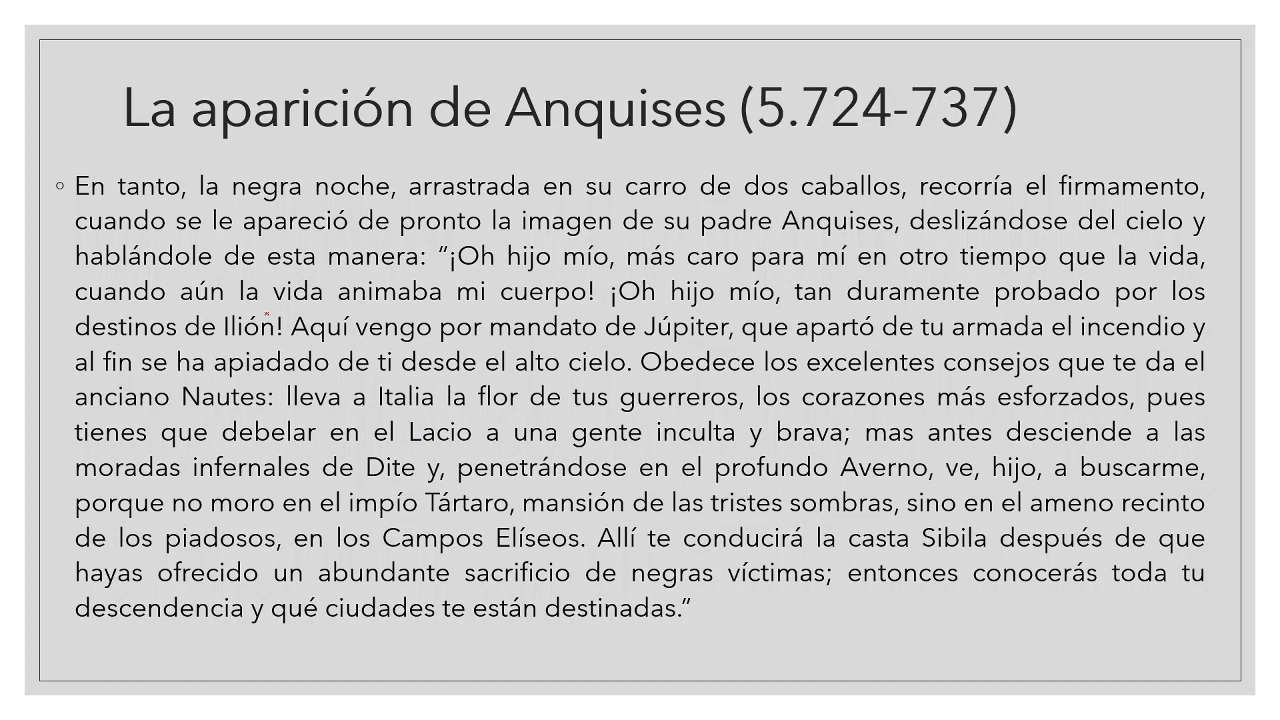 La aparición de Anquises (5.724-737)
En tanto, la negra noche, arrastrada en su carro de dos caballos, recorría el firmamento,
cuando se le apareció de pronto la imagen de su padre Anquises, deslizándose del cielo y
hablándole de esta manera: “¡Oh hijo mío, más caro para mí en otro tiempo que la vida,
cuando aún la vida animaba mi cuerpo! ¡Oh hijo mío, tan duramente probado por los
destinos de Ilión! Aquí vengo por mandato de Júpiter, que apartó de tu armada el incendio y
al fin se ha apiadado de ti desde el alto cielo. Obedece los excelentes consejos que te da el
anciano Nautes: lleva a Italia la flor de tus guerreros, los corazones más esforzados, pues
tienes que debelar en el Lacio a una gente inculta y brava; mas antes desciende a las
moradas infernales de Dite y, penetrándose en el profundo Averno, ve, hijo, a buscarme,
porque no moro en el impío Tártaro, mansión de las tristes sombras, sino en el ameno recinto
de los piadosos, en los Campos Elíseos. Allí te conducirá la casta Sibila después de que
hayas ofrecido un abundante sacrificio de negras víctimas; entonces conocerás toda tu
descendencia y qué ciudades te están destinadas.”